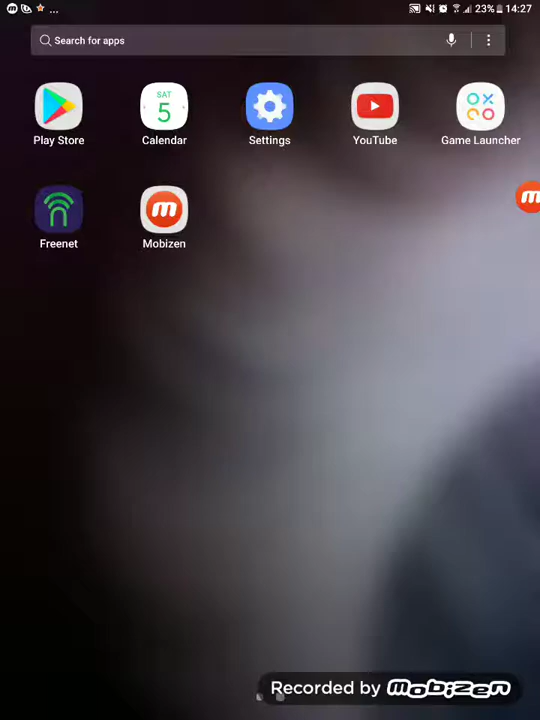 ... 23% 14:27
Search for apps
SAT
5
Play Store Calendar Settings YouTube Game Launcher
Freenet Mobizen
Recorded by mobizen